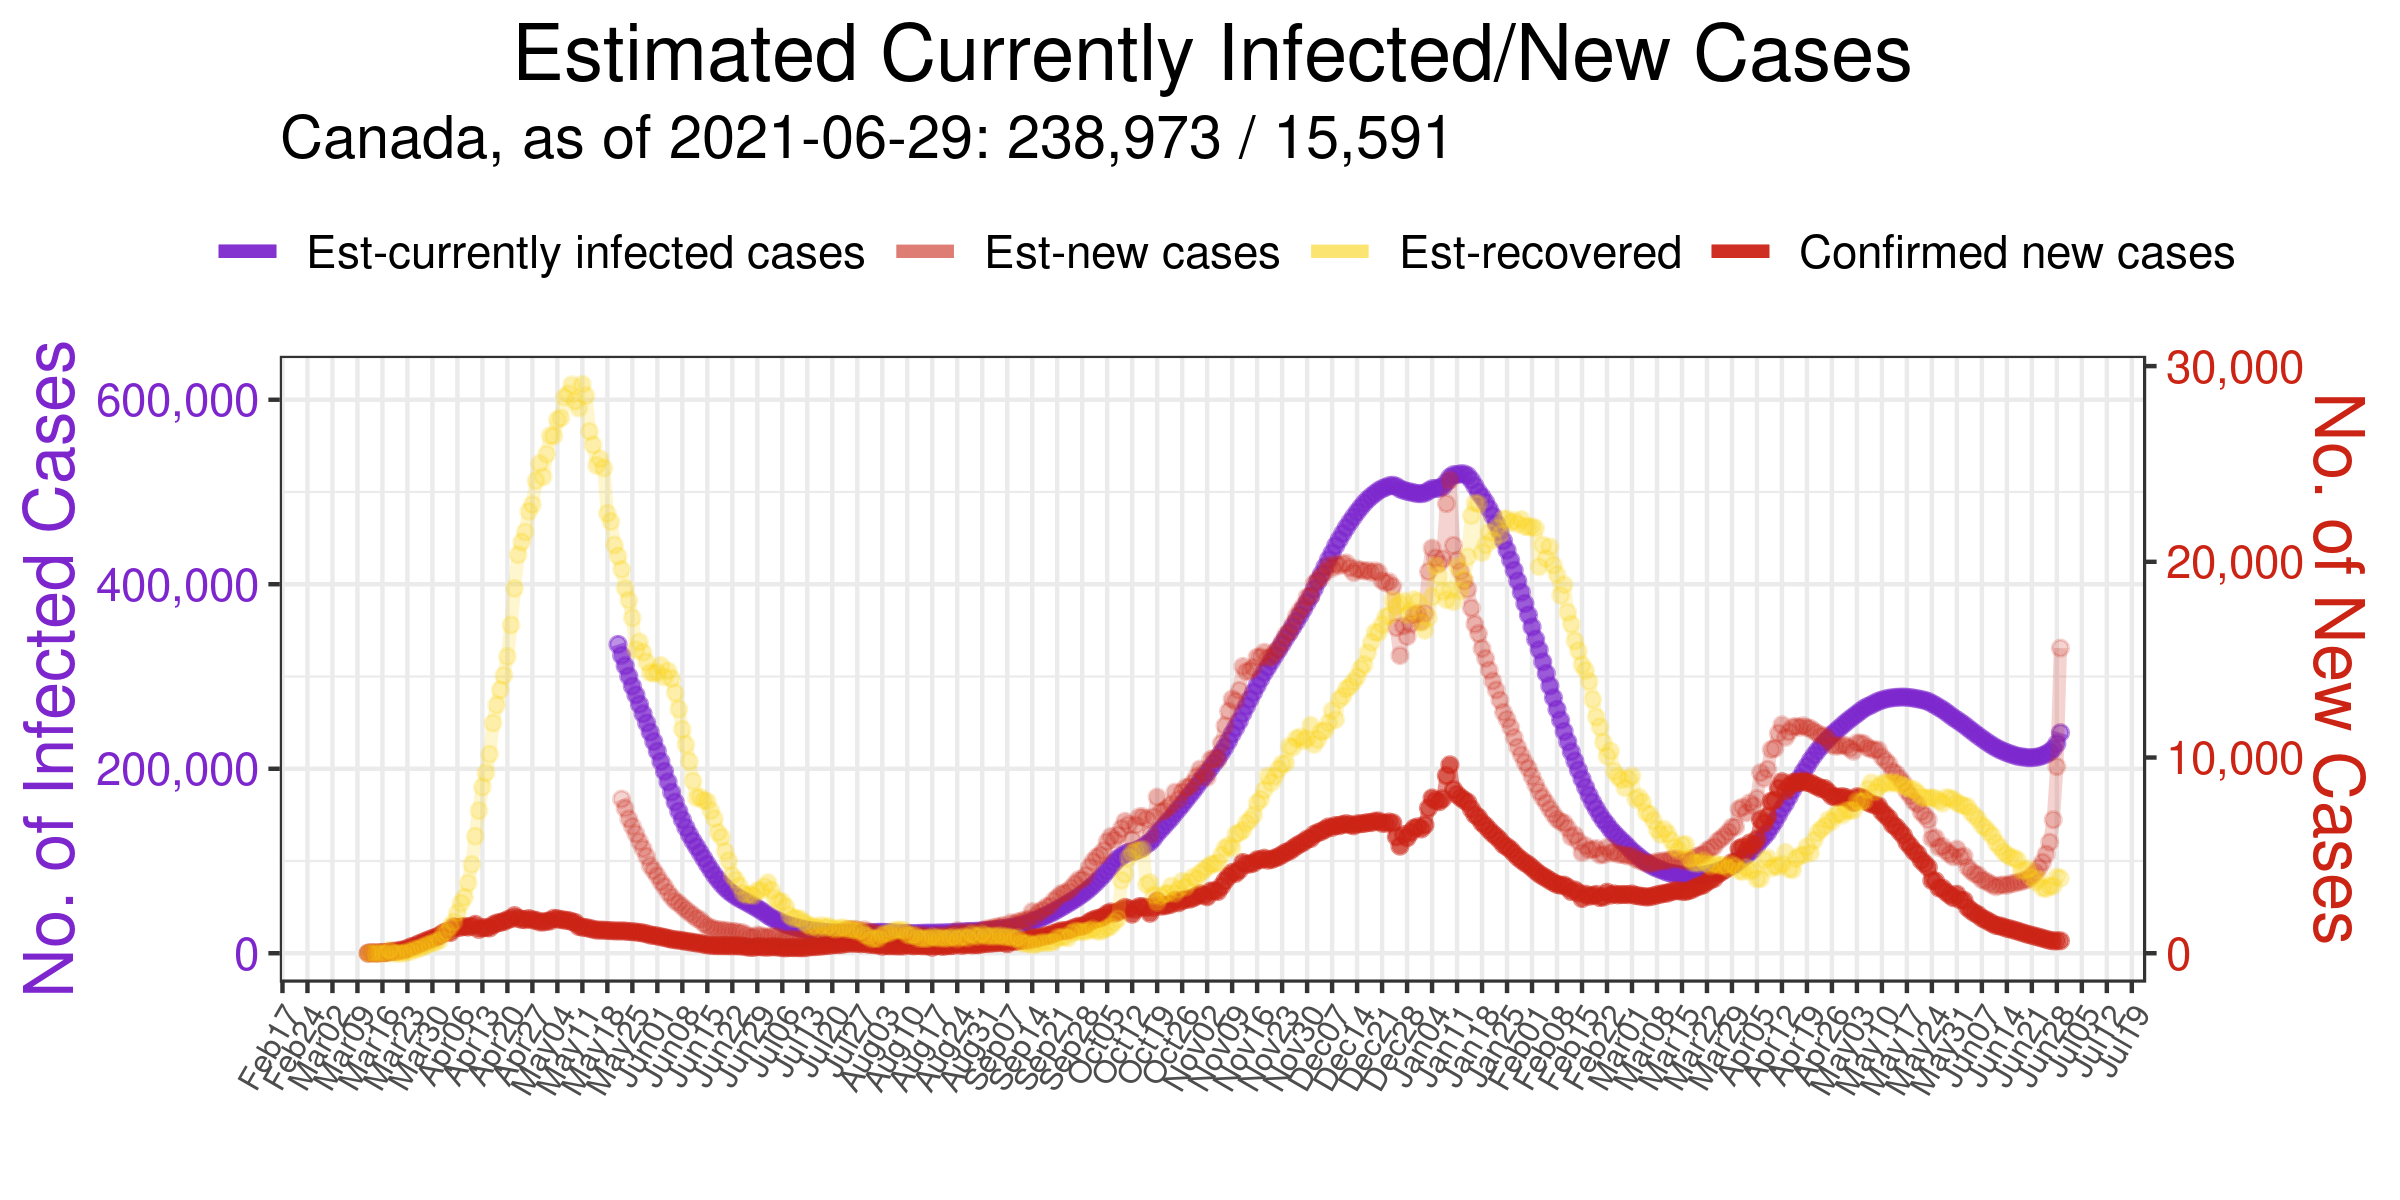 Estimated Currently Infected/New Cases
Canada, as of 2021-06-29: 238,973 / 15,591
Est-currently infected cases Est-new cases Est-recovered Confirmed new cases
No. of Infected Cases
600,000
400,000
200,000
0
30,000
20,000
10,000
0
No. of New Cases
Feb17
Feb24
Mar02
Mar09
Mar16
Mar23
Mar30
Apr06
Apr13
Apr20
Apr27
May04
May11
May18
May25
Jun01
Jun08
Jun15
Jun22
Jun29
Jul06
Jul13
Jul20
Jul27
Aug03
Aug10
Aug17
Aug24
Aug31
Sep07
Sep14
Sep21
Sep28
Oct05
Oct12
Oct19
Oct26
Nov02
Nov09
Nov16
Nov23
Nov30
Dec07
Dec14
Dec21
Dec28
Jan04
Jan11
Jan18
Jan25
Feb01
Feb08
Feb15
Feb22
Mar01
Mar08
Mar15
Mar22
Mar29
Apr05
Apr12
Apr19
Apr26
May03
May10
May17
May24
May31
Jun07
Jun14
Jun21
Jun28
Jul05
Jul12
Jul19